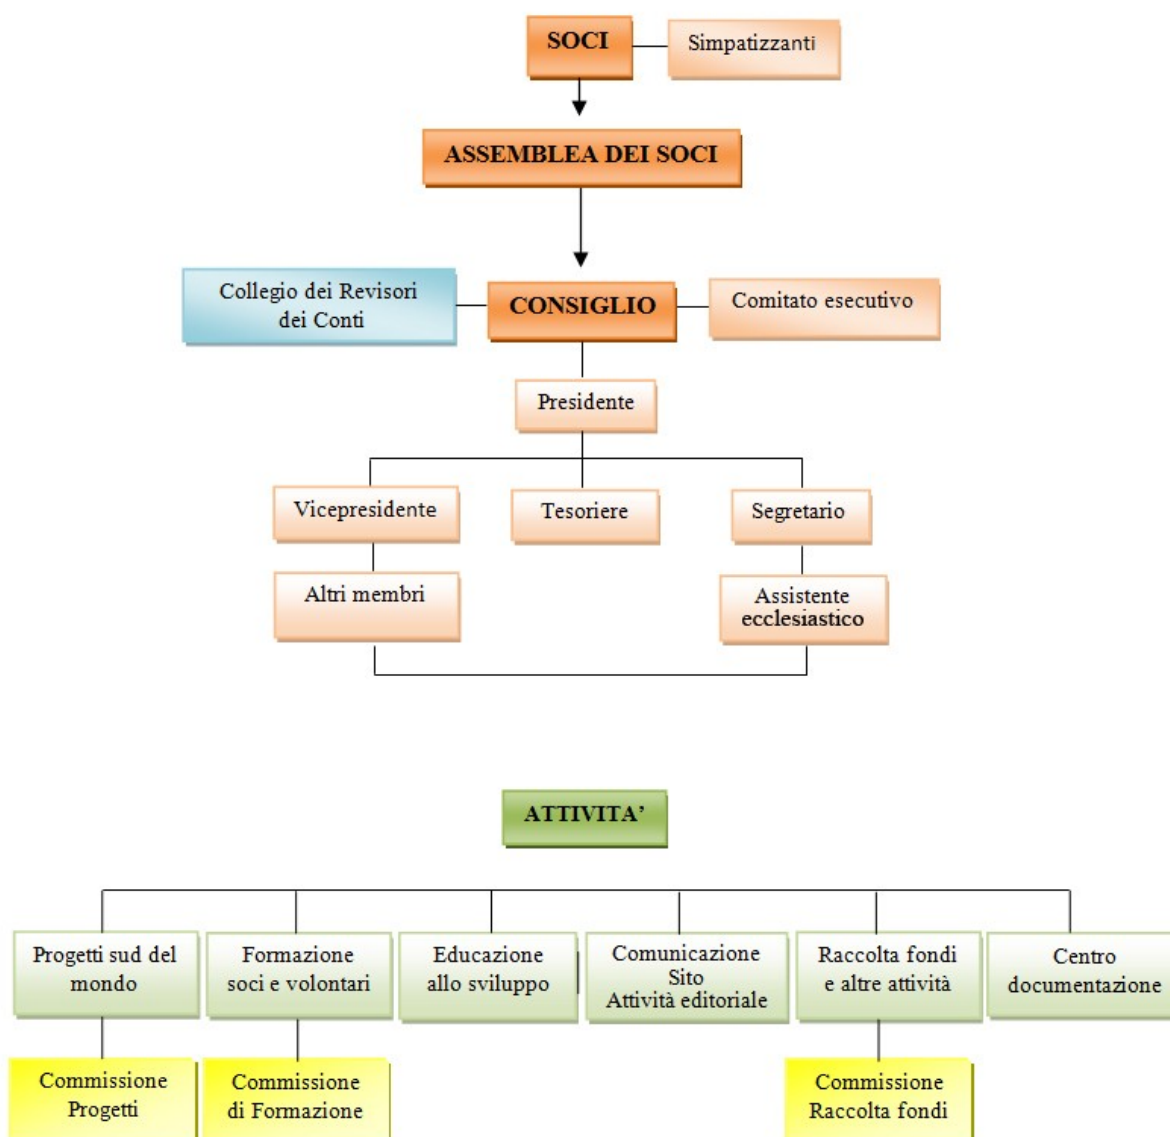 SOCI
Simpatizzanti
ASSEMBLEA DEI SOCI
Collegio dei Revisori
dei Conti
CONSIGLIO
Comitato esecutivo
Presidente
Vicepresidente
Tesoriere
Segretario
Altri membri
Assistente
ecclesiastico
ATTIVITA’
Progetti sud del
mondo
Formazione
soci e volontari
Educazione
allo sviluppo
Comunicazione
Sito
Attività editoriale
Raccolta fondi
e altre attività
Centro
documentazione
Commissione
Progetti
Commissione
di Formazione
Commissione
Raccolta fondi